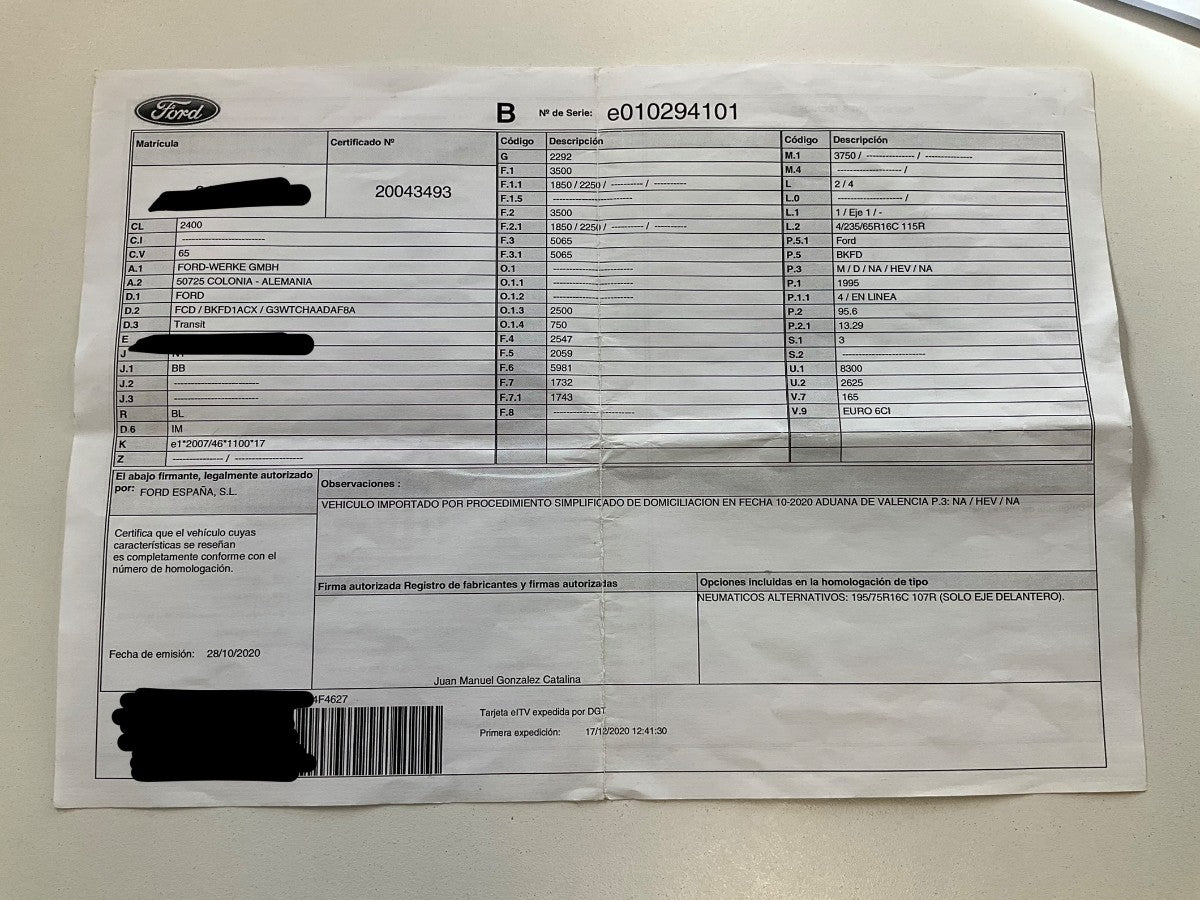 Ford
B Nº de Serie: e010294101
Matrícula
Certificado Nº
20043493
CL 2400
C.I -----------------------
C.V 65
A.1 FORD-WERKE GMBH
A.2 50725 COLONIA - ALEMANIA
D.1 FORD
D.2 FCD / BKFD1ACX / G3WTCHAADAF8A
D.3 Transit
E
J
J.1 BB
J.2 -----------------------
J.3 -----------------------
R BL
D.6 IM
K e1*2007/46*1100*17
Z -------------- / -------------------
Código Descripción
G 2292
F.1 3500
F.1.1 1850 / 2250 / --------- / ---------
F.1.5 ----------------------
F.2 3500
F.2.1 1850 / 2250 / --------- / ---------
F.3 5065
F.3.1 5065
O.1 ----------------------
O.1.1 ----------------------
O.1.2 ----------------------
O.1.3 2500
O.1.4 750
F.4 2547
F.5 2059
F.6 5981
F.7 1732
F.7.1 1743
F.8 ----------------------
Código Descripción
M.1 3750 / -------------- / -------------
M.4 ------------------ /
L 2 / 4
L.0 ------------------ /
L.1 1 / Eje 1 / -
L.2 4/235/65R16C 115R
P.5.1 Ford
P.5 BKFD
P.3 M / D / NA / HEV / NA
P.1 1995
P.1.1 4 / EN LINEA
P.2 95.6
P.2.1 13.29
S.1 3
S.2 -----------------------
U.1 8300
U.2 2625
V.7 165
V.9 EURO 6CI
El abajo firmante, legalmente autorizado
por: FORD ESPAÑA, S.L.
Certifica que el vehículo cuyas
características se reseñan
es completamente conforme con el
número de homologación.
Fecha de emisión: 28/10/2020
Observaciones :
VEHICULO IMPORTADO POR PROCEDIMIENTO SIMPLIFICADO DE DOMICILIACION EN FECHA 10-2020 ADUANA DE VALENCIA P.3: NA / HEV / NA
Firma autorizada Registro de fabricantes y firmas autorizadas
Juan Manuel Gonzalez Catalina
Opciones incluidas en la homologación de tipo
NEUMATICOS ALTERNATIVOS: 195/75R16C 107R (SOLO EJE DELANTERO).
4F4627
Tarjeta eITV expedida por DGT
Primera expedición: 17/12/2020 12:41:30